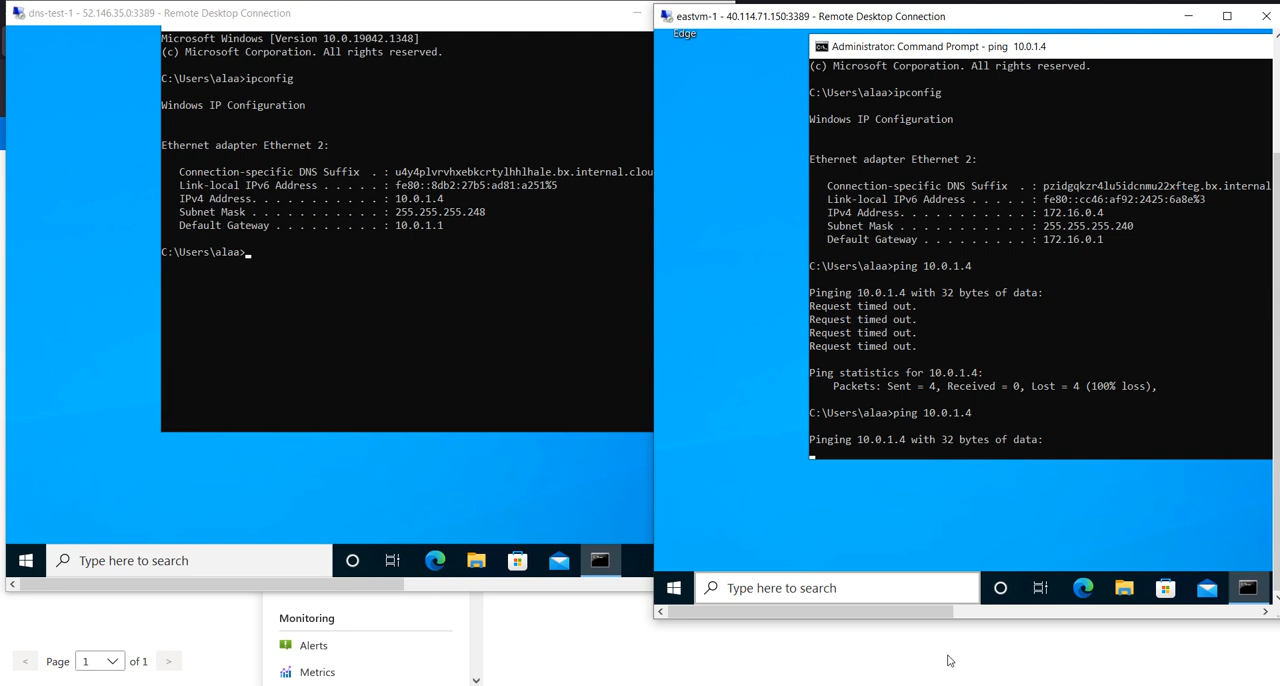 dns-test-1 - 52.146.35.0:3389 - Remote Desktop Connection
Microsoft Windows [Version 10.0.19042.1348]
(c) Microsoft Corporation. All rights reserved.
C:\Users\alaa>ipconfig
Windows IP Configuration
Ethernet adapter Ethernet 2:
Connection-specific DNS Suffix  . : u4y4plvrvhxebkcrtylhhlhale.bx.internal.clou
Link-local IPv6 Address . . . . . : fe80::8db2:27b5:ad81:a251%5
IPv4 Address. . . . . . . . . . . : 10.0.1.4
Subnet Mask . . . . . . . . . . . : 255.255.255.248
Default Gateway . . . . . . . . . : 10.0.1.1
C:\Users\alaa>
Type here to search
eastvm-1 - 40.114.71.150:3389 - Remote Desktop Connection
Edge
Administrator: Command Prompt - ping  10.0.1.4
(c) Microsoft Corporation. All rights reserved.
C:\Users\alaa>ipconfig
Windows IP Configuration
Ethernet adapter Ethernet 2:
Connection-specific DNS Suffix  . : pzidgqkzr4lu5idcnmu22xfteg.bx.internal
Link-local IPv6 Address . . . . . : fe80::cc46:af92:2425:6a8e%3
IPv4 Address. . . . . . . . . . . : 172.16.0.4
Subnet Mask . . . . . . . . . . . : 255.255.255.240
Default Gateway . . . . . . . . . : 172.16.0.1
C:\Users\alaa>ping 10.0.1.4
Pinging 10.0.1.4 with 32 bytes of data:
Request timed out.
Request timed out.
Request timed out.
Request timed out.
Ping statistics for 10.0.1.4:
Packets: Sent = 4, Received = 0, Lost = 4 (100% loss),
C:\Users\alaa>ping 10.0.1.4
Pinging 10.0.1.4 with 32 bytes of data:
Type here to search
Monitoring
Alerts
Metrics
< Page 1 of 1 >